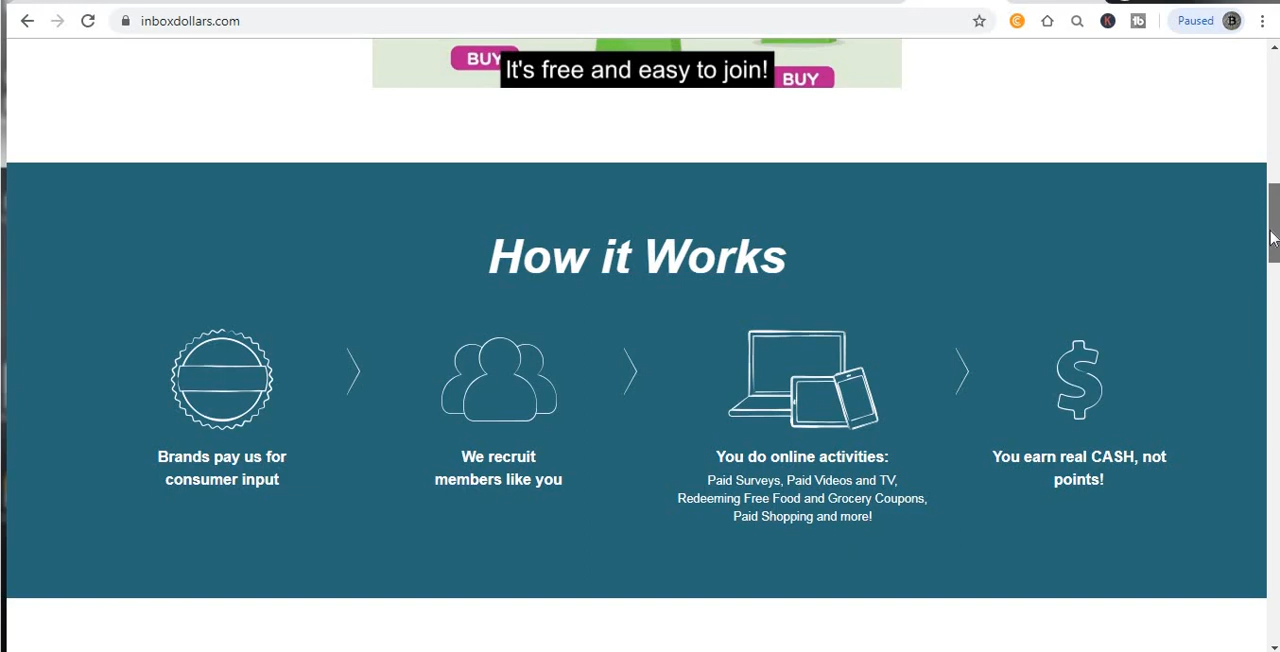 inboxdollars.com
Paused
BUY
It's free and easy to join!
BUY
How it Works
Brands pay us for
consumer input
We recruit
members like you
You do online activities:
Paid Surveys, Paid Videos and TV,
Redeeming Free Food and Grocery Coupons,
Paid Shopping and more!
You earn real CASH, not
points!